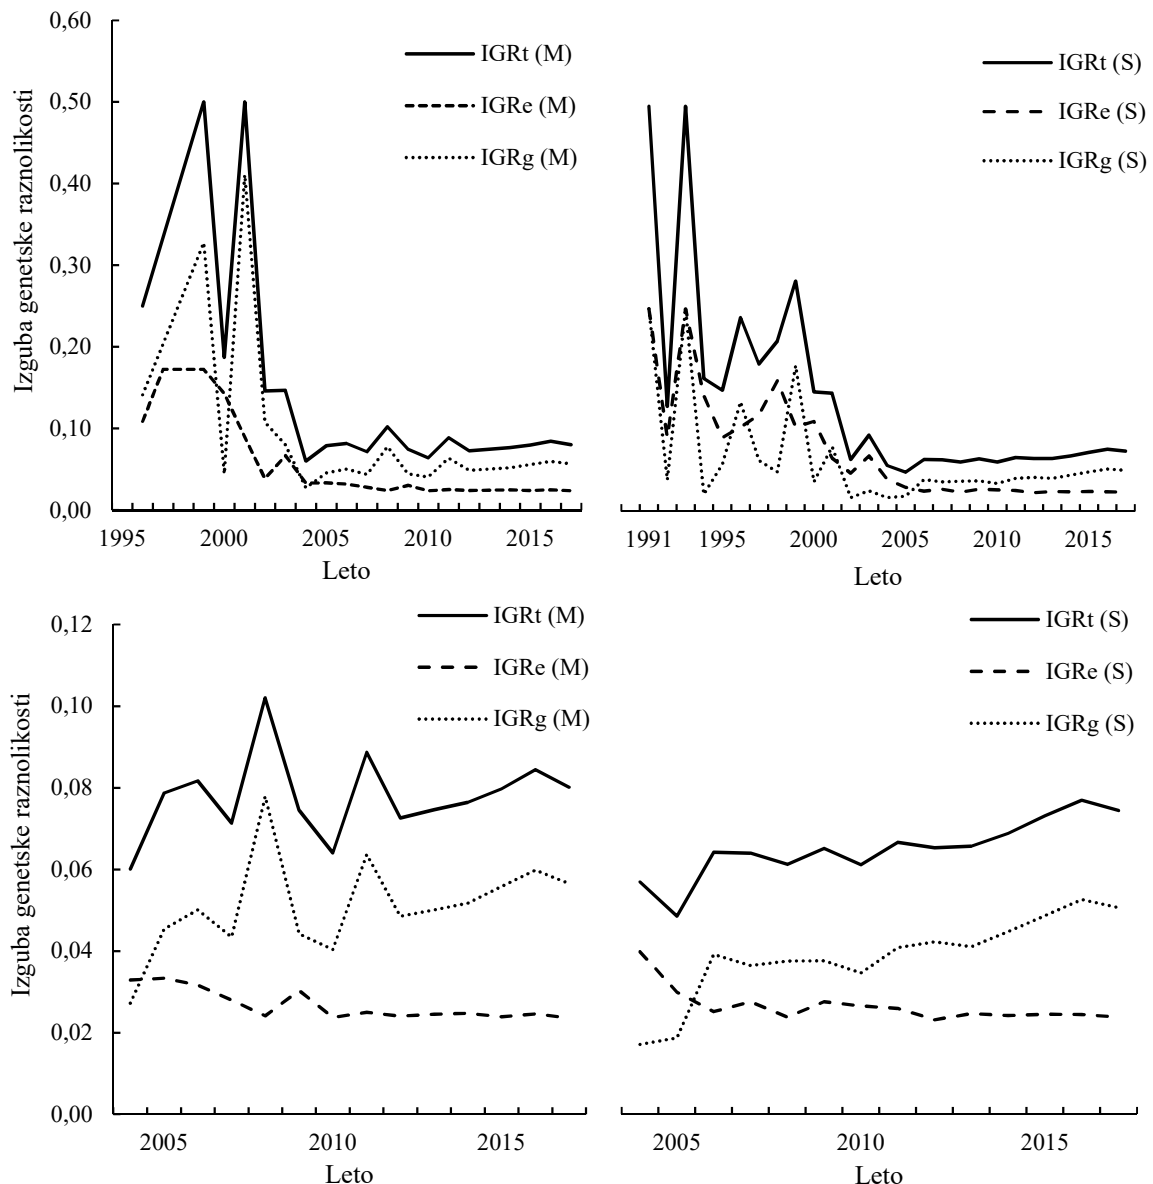 0,60
0,50
0,40
0,30
0,20
0,10
0,00
Izguba genetske raznolikosti
IGRt (M)
IGRe (M)
IGRg (M)
1995 2000 2005 2010 2015
Leto
IGRt (S)
IGRe (S)
IGRg (S)
1991 1995 2000 2005 2010 2015
Leto
0,12
0,10
0,08
0,06
0,04
0,02
0,00
Izguba genetske raznolikosti
IGRt (M)
IGRe (M)
IGRg (M)
2005 2010 2015
Leto
IGRt (S)
IGRe (S)
IGRg (S)
2005 2010 2015
Leto